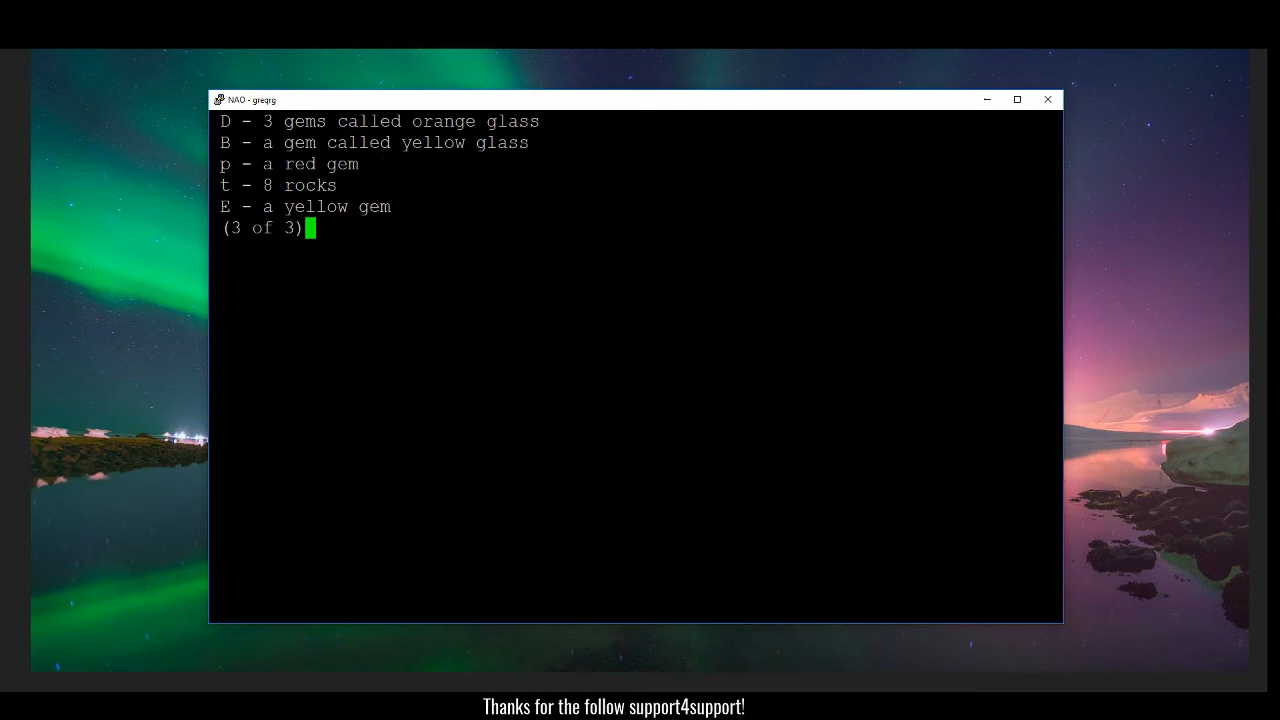 NAO - greqrg
D - 3 gems called orange glass
B - a gem called yellow glass
p - a red gem
t - 8 rocks
E - a yellow gem
(3 of 3)
Thanks for the follow support4support!